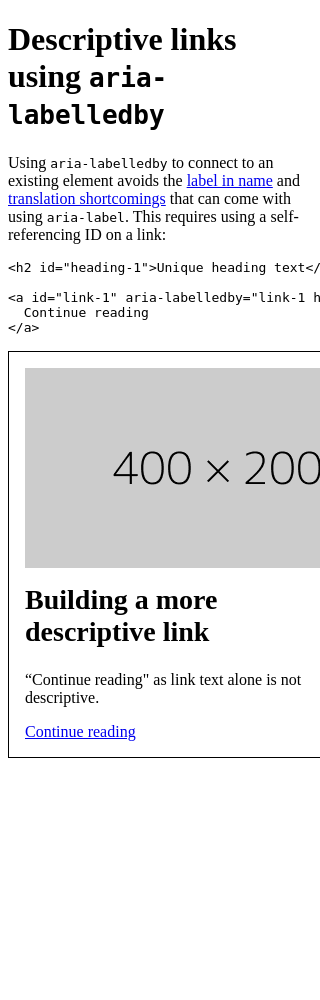 Descriptive links
using aria-
labelledby
Using aria-labelledby to connect to an
existing element avoids the label in name and
translation shortcomings that can come with
using aria-label. This requires using a self-
referencing ID on a link:
<h2 id="heading-1">Unique heading text</
<a id="link-1" aria-labelledby="link-1 h
Continue reading
</a>
400 × 200
Building a more
descriptive link
“Continue reading" as link text alone is not
descriptive.
Continue reading